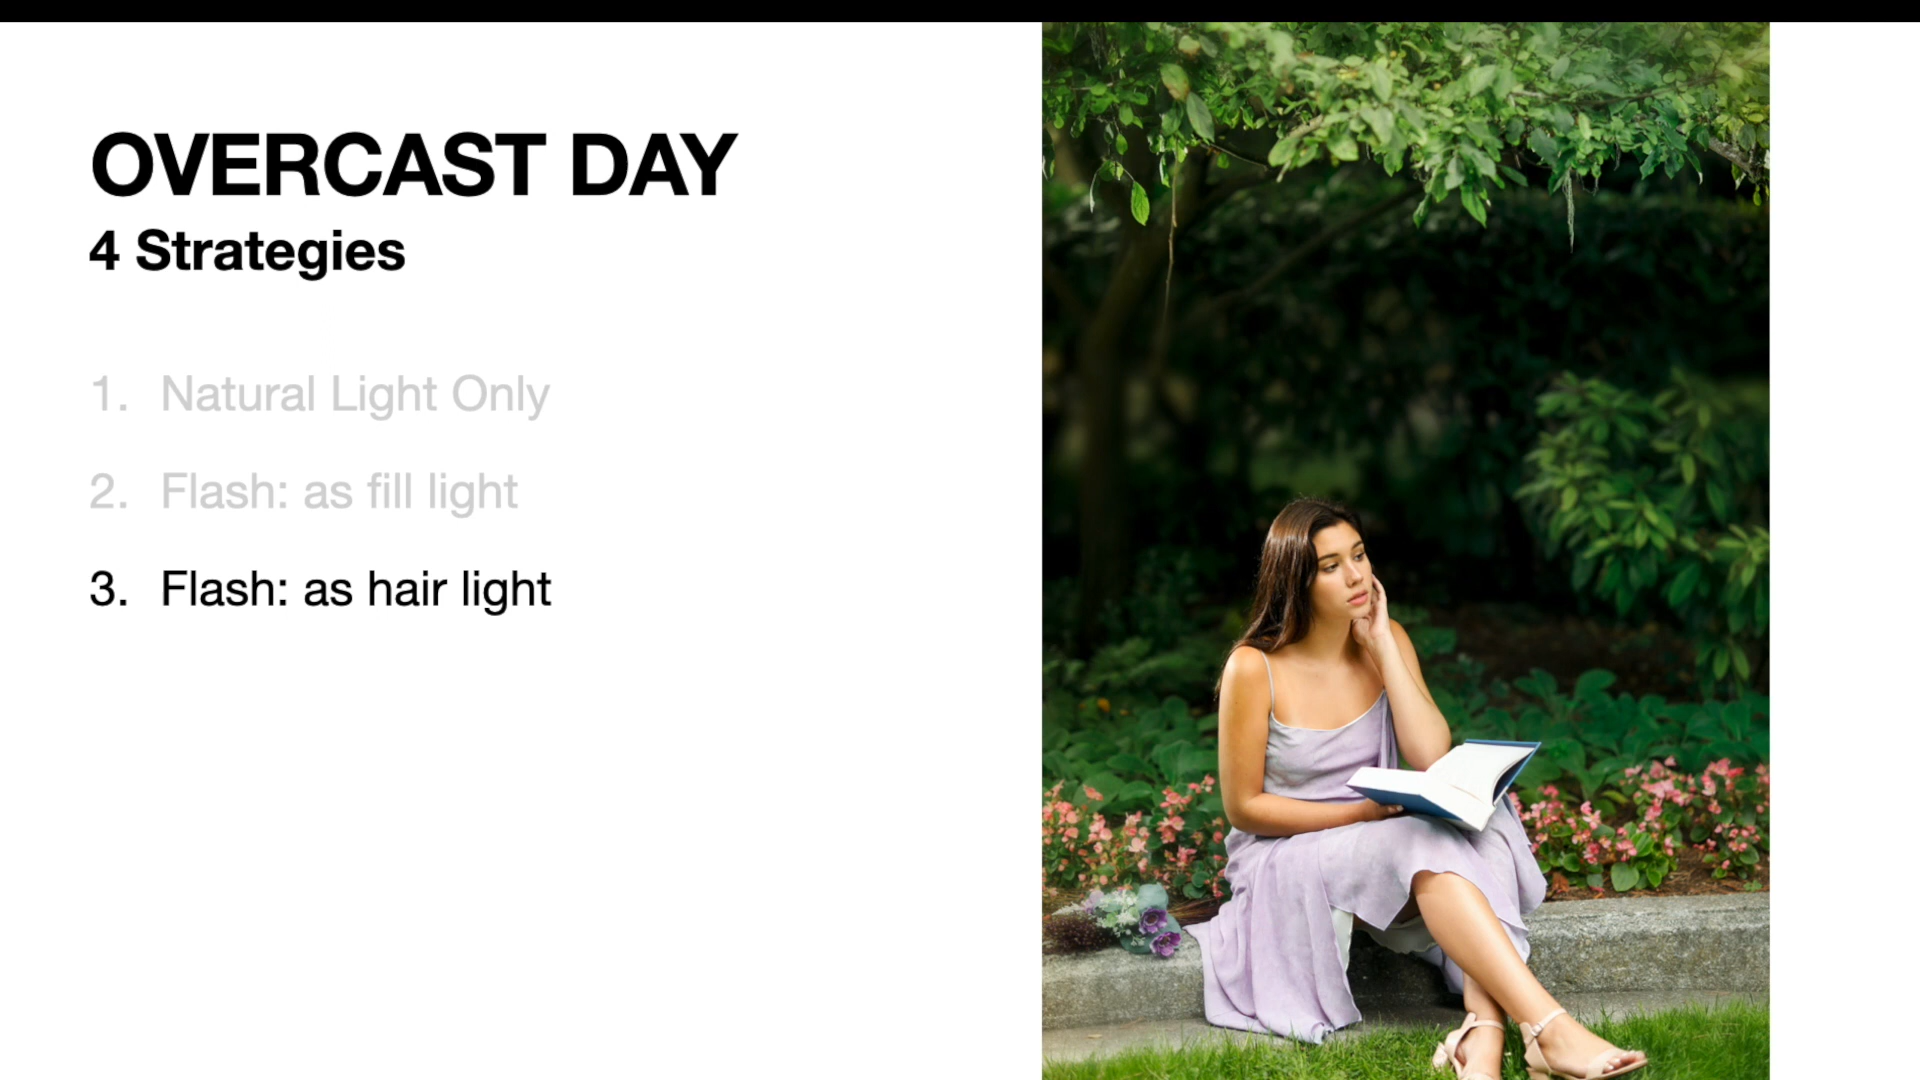 OVERCAST DAY
4 Strategies
1. Natural Light Only
2. Flash: as fill light
3. Flash: as hair light